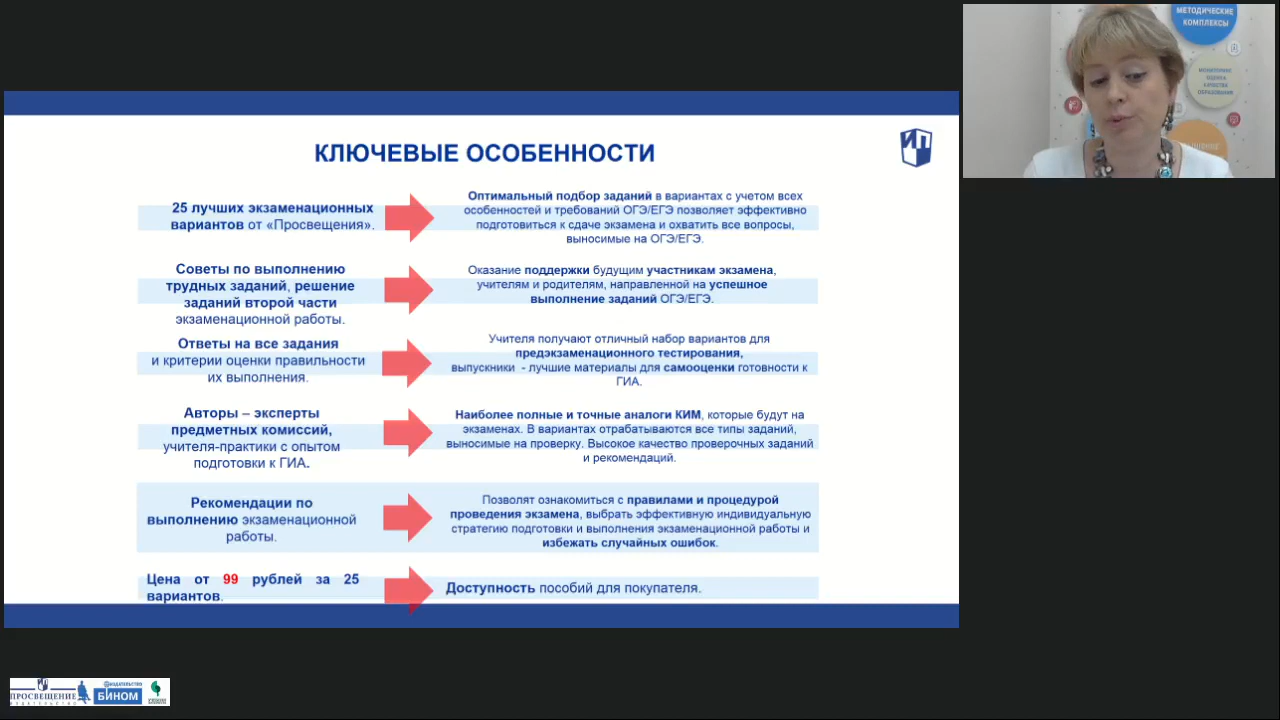 КЛЮЧЕВЫЕ ОСОБЕННОСТИ
ИП
25 лучших экзаменационных
вариантов от «Просвещения».
Оптимальный подбор заданий в вариантах с учетом всех
особенностей и требований ОГЭ/ЕГЭ позволяет эффективно
подготовиться к сдаче экзамена и охватить все вопросы,
выносимые на ОГЭ/ЕГЭ.
Советы по выполнению
трудных заданий, решение
заданий второй части
экзаменационной работы.
Оказание поддержки будущим участникам экзамена,
учителям и родителям, направленной на успешное
выполнение заданий ОГЭ/ЕГЭ.
Ответы на все задания
и критерии оценки правильности
их выполнения.
Учителя получают отличный набор вариантов для
предэкзаменационного тестирования,
выпускники - лучшие материалы для самооценки готовности к
ГИА.
Авторы – эксперты
предметных комиссий,
учителя-практики с опытом
подготовки к ГИА.
Наиболее полные и точные аналоги КИМ, которые будут на
экзаменах. В вариантах отрабатываются все типы заданий,
выносимые на проверку. Высокое качество проверочных заданий
и рекомендаций.
Рекомендации по
выполнению экзаменационной
работы.
Позволят ознакомиться с правилами и процедурой
проведения экзамена, выбрать эффективную индивидуальную
стратегию подготовки и выполнения экзаменационной работы и
избежать случайных ошибок.
Цена от 99 рублей за 25
вариантов.
Доступность пособий для покупателя.
МЕТОДИЧЕСКИЕ
КОМПЛЕКСЫ
МОНИТОРИНГ
ОЦЕНКА
КАЧЕСТВА
ОБРАЗОВАНИЯ
ПРОСВЕЩЕНИЕ
ИЗДАТЕЛЬСТВО
ИЗДАТЕЛЬСТВО
БИНОМ